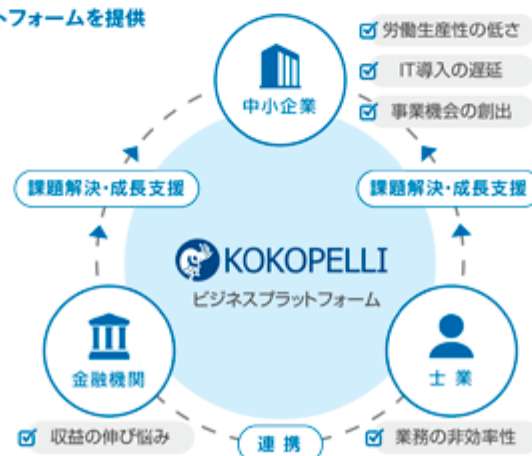 トフォームを提供
労働生産性の低さ
IT導入の遅延
事業機会の創出
中小企業
課題解決・成長支援
課題解決・成長支援
KOKOPELLI
ビジネスプラットフォーム
金融機関
士業
収益の伸び悩み
連携
業務の非効率性